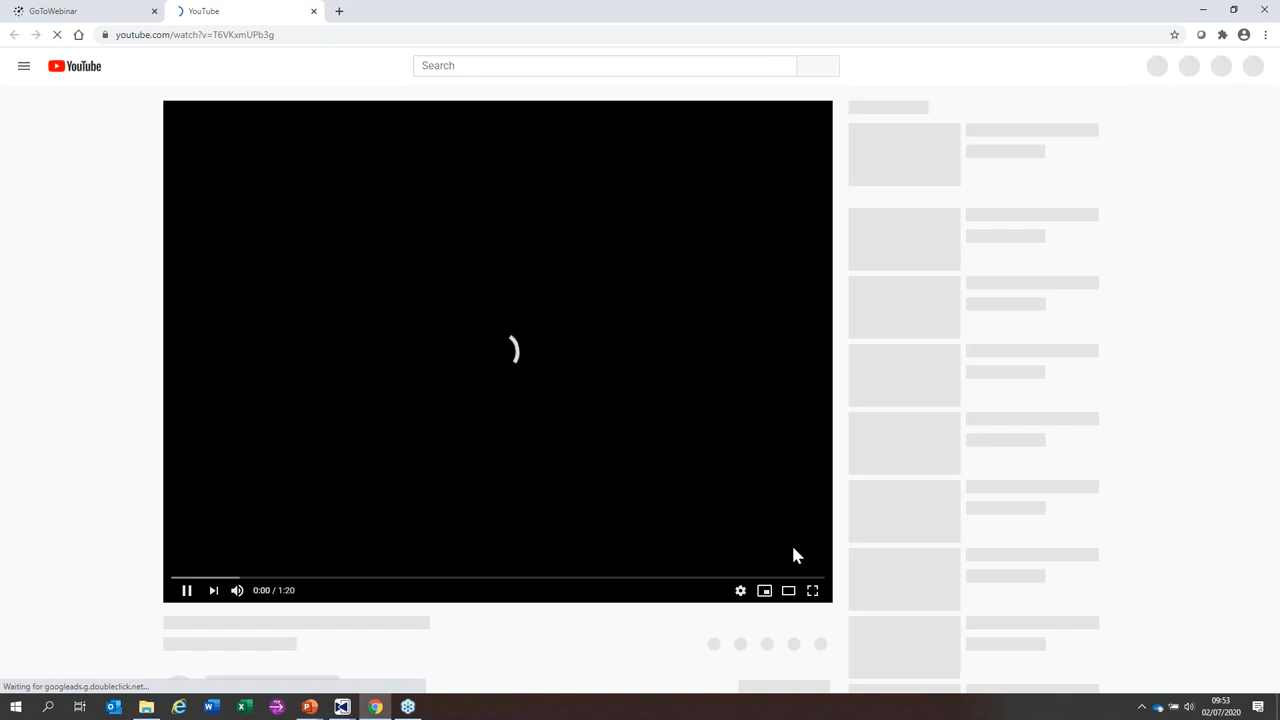 GoToWebinar
YouTube
youtube.com/watch?v=T6VKxmUPb3g
YouTube
Search
0:00 / 1:20
Waiting for googleads.g.doubleclick.net...
09:53
02/07/2020